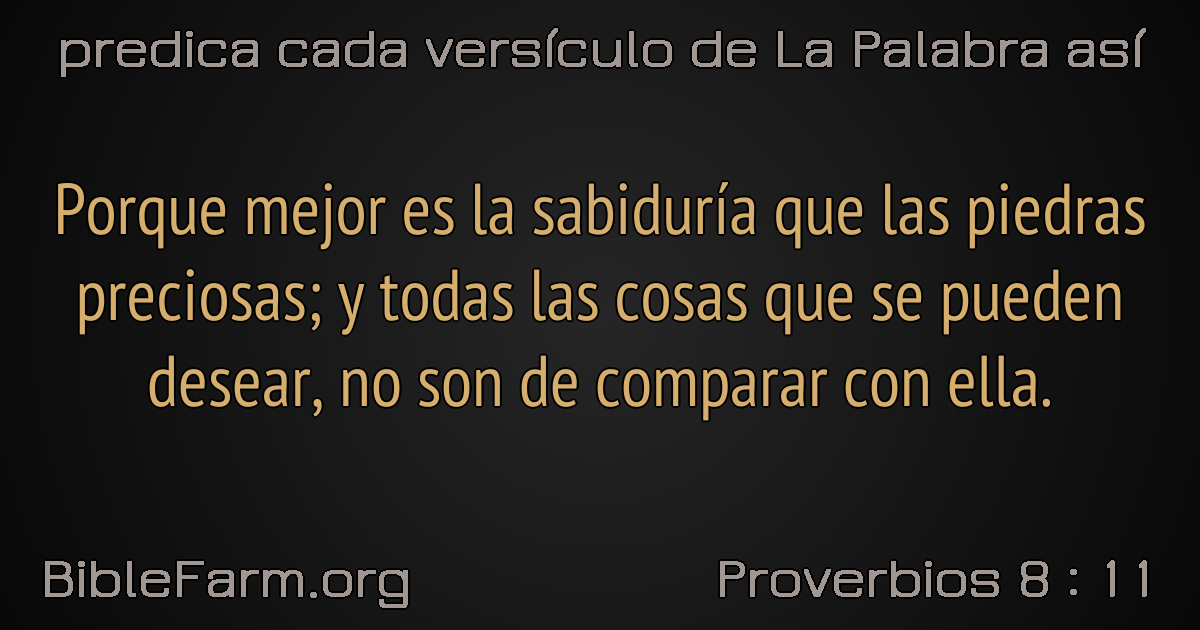 predica cada versículo de La Palabra así
Porque mejor es la sabiduría que las piedras
preciosas; y todas las cosas que se pueden
desear, no son de comparar con ella.
BibleFarm.org
Proverbios 8 : 11